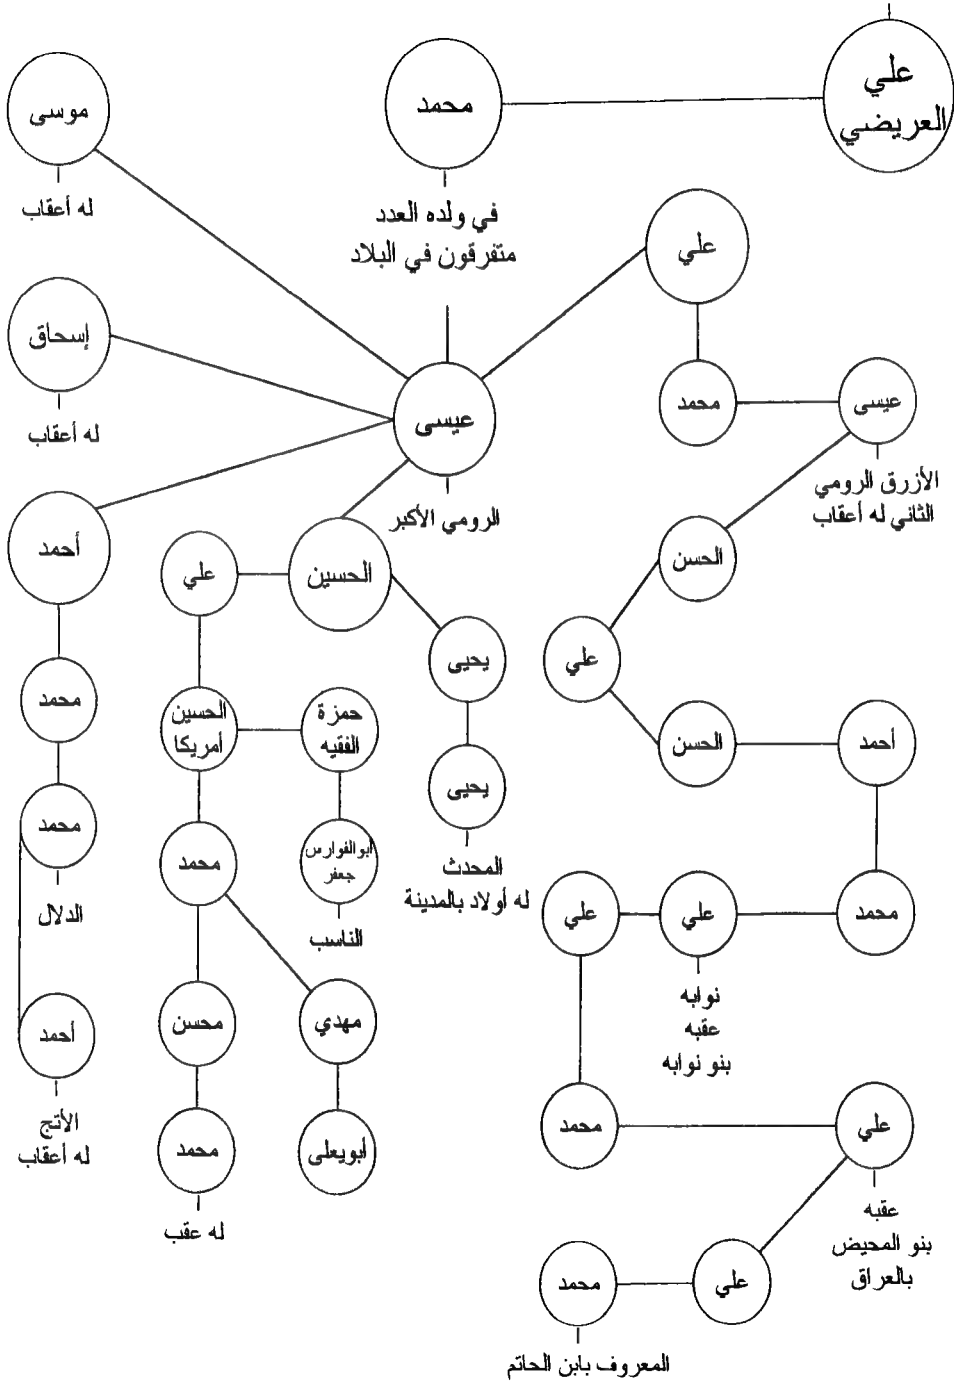 علي
العريضي
محمد
في ولده العدد
متفرقون في البلاد
موسى
له أعقاب
إسحاق
له أعقاب
علي
محمد
عيسى
الأزرق الرومي
الثاني له أعقاب
عيسى
الرومي الأكبر
الحسن
علي
الحسن
أحمد
محمد
علي
نوابه
عقبه
بنو نوابه
علي
محمد
علي
عقبه
بنو المحيض
بالعراق
علي
محمد
المعروف بابن الحاتم
الحسين
يحيى
يحيى
المحدث
له أولاد بالمدينة
علي
الحسين
أمريكا
حمزة
الفقيه
ابوالفوارس
جعفر
الناسب
محمد
مهدي
أبويعلى
محسن
محمد
له عقب
أحمد
محمد
محمد
الدلال
أحمد
الأتج
له أعقاب